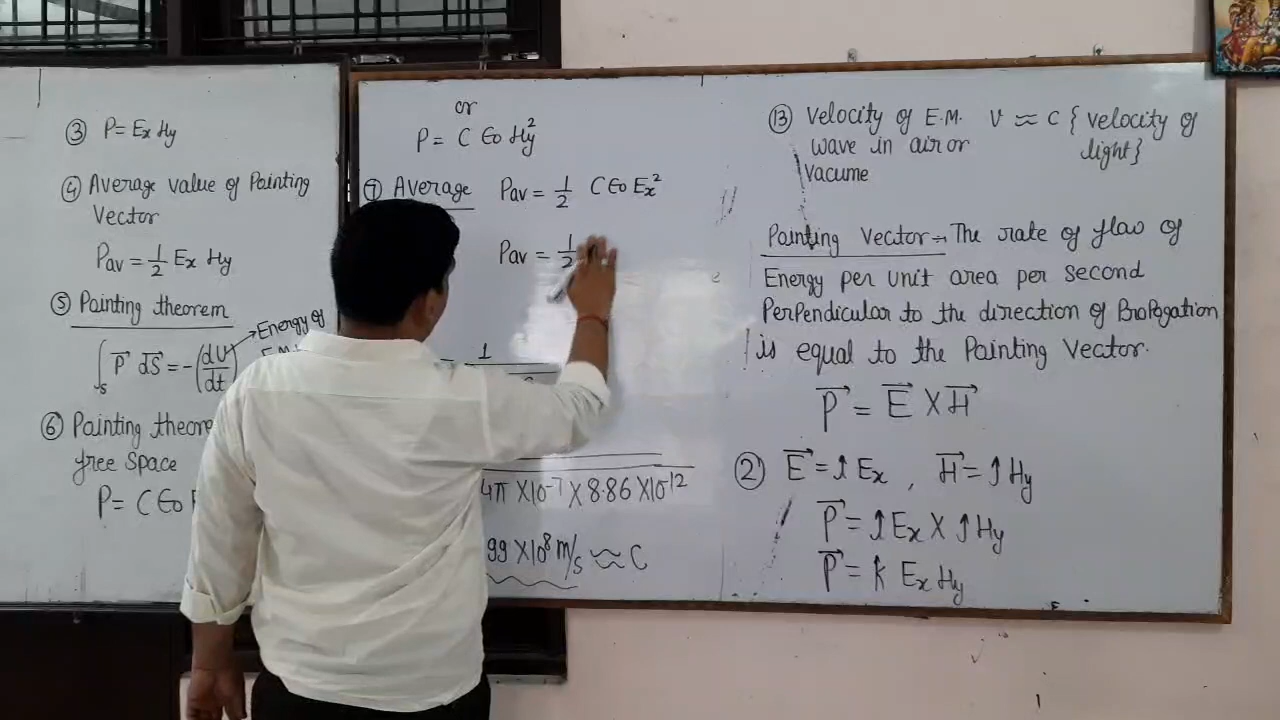 ③ P = Ex Hy
④ Average value of Painting
Vector
Pav = 1/2 Ex Hy
⑤ Painting theorem
Energy of
∫s P⃗ dS⃗ = -(dU/dt)
⑥ Painting theore
free Space
P = C ϵo
or
P = C ϵo Hy²
⑦ Average Pav = 1/2 C ϵo Ex²
Pav = 1/2
1
4π X10⁻⁷ X 8.86 X10⁻¹²
99 X10⁸ m/s ≈ C
⑬ Velocity of E.M. V ≈ C { velocity of
wave in air or light}
Vacume
Painting Vector → The rate of flow of
Energy per unit area per second
Perpendicular to the direction of Propogation
is equal to the Painting Vector.
P⃗ = E⃗ X H⃗
② E⃗ = î Ex , H⃗ = ĵ Hy
P⃗ = î Ex X ĵ Hy
P⃗ = k̂ Ex Hy